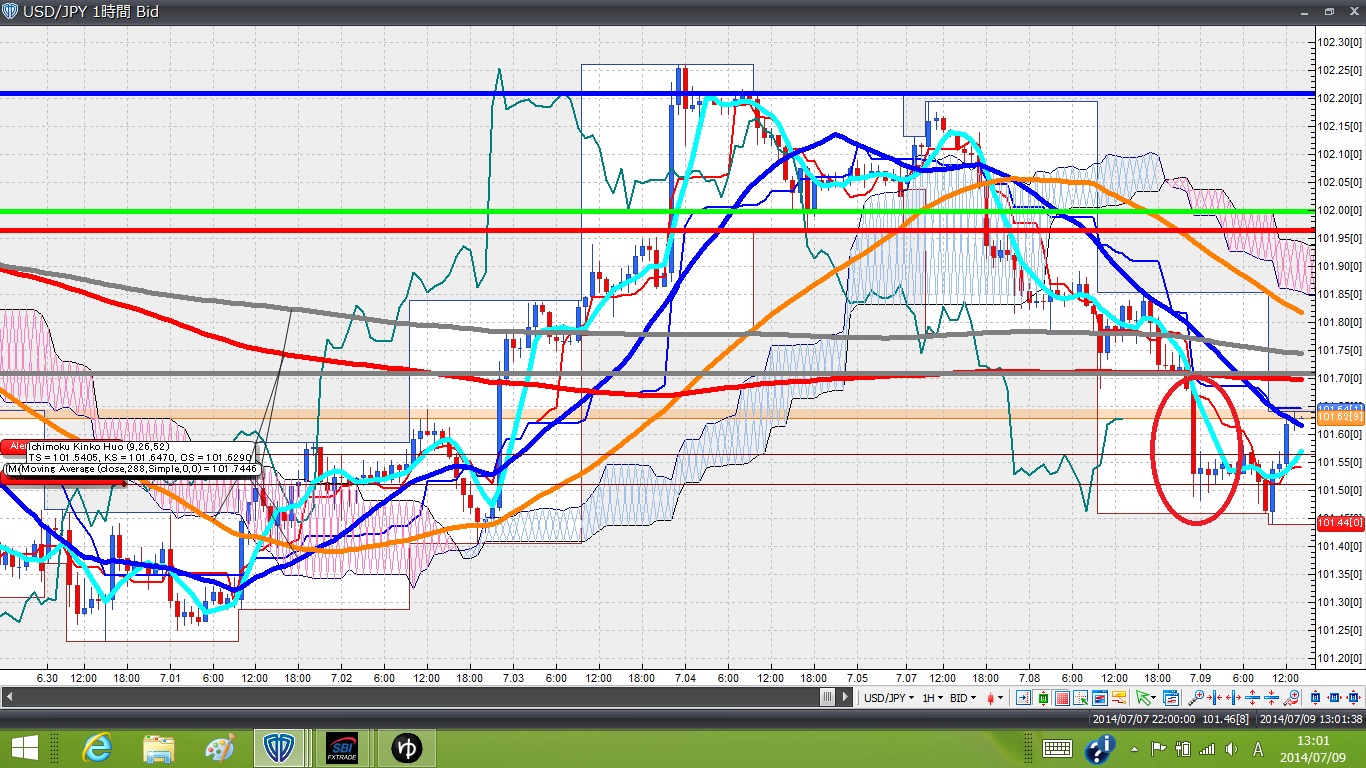 USD/JPY 1時間 Bid
102.30[0]
102.25[0]
102.20[0]
102.15[0]
102.10[0]
102.05[0]
102.00[0]
101.95[0]
101.90[0]
101.85[0]
101.80[0]
101.75[0]
101.70[0]
101.62[9]
101.60[0]
101.55[0]
101.50[0]
101.44[0]
101.40[0]
101.35[0]
101.30[0]
101.25[0]
101.20[0]
Ichimoku Kinko Huo (9,26,52)
TS = 101.5405, KS = 101.6470, CS = 101.6290
Moving Average (close,288,Simple,0,0) = 101.7446
6.30 12:00 18:00 7.01 6:00 12:00 18:00 7.02 6:00 12:00 18:00 7.03 6:00 12:00 18:00 7.04 6:00 12:00 18:00 7.05 6:00 7.07 12:00 18:00 7.08 6:00 12:00 18:00 7.09 6:00 12:00
USD/JPY 1H BID
2014/07/07 22:00:00 101.46[8] 2014/07/09 13:01:38
SBI
FXTRADE
ゆ
A
13:01
2014/07/09